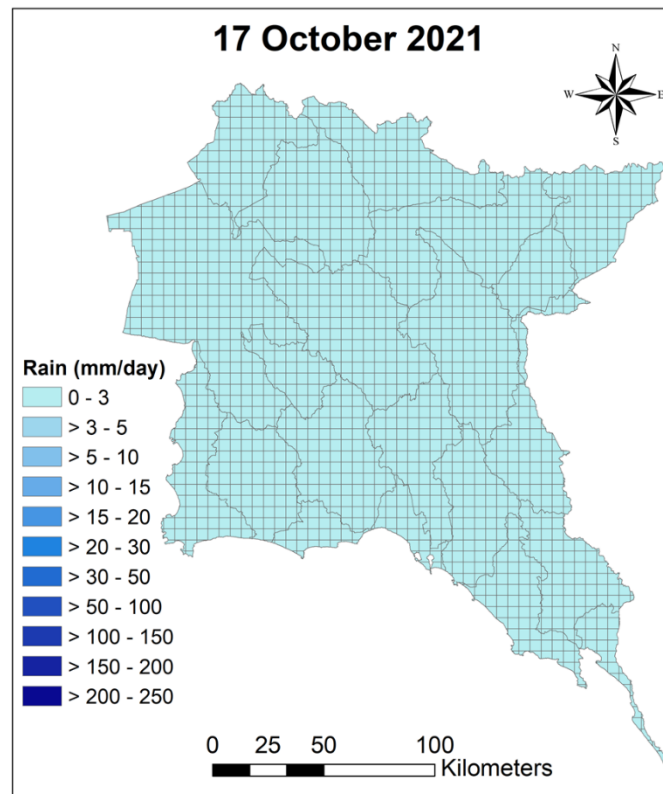 17 October 2021
N
W
E
S
Rain (mm/day)
0 - 3
> 3 - 5
> 5 - 10
> 10 - 15
> 15 - 20
> 20 - 30
> 30 - 50
> 50 - 100
> 100 - 150
> 150 - 200
> 200 - 250
0 25 50 100
Kilometers